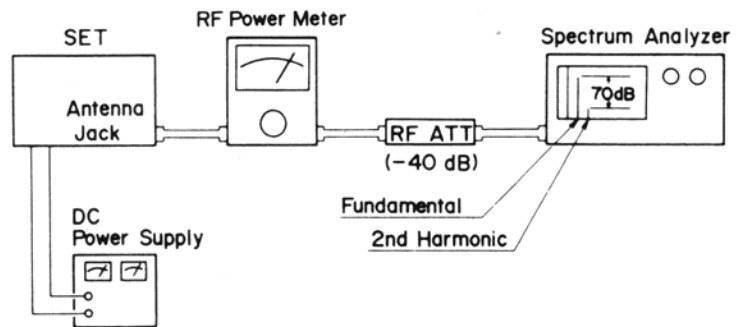 SET
RF Power Meter
Spectrum Analyzer
Antenna
Jack
70dB
RF ATT
(-40 dB)
Fundamental
2nd Harmonic
DC
Power Supply